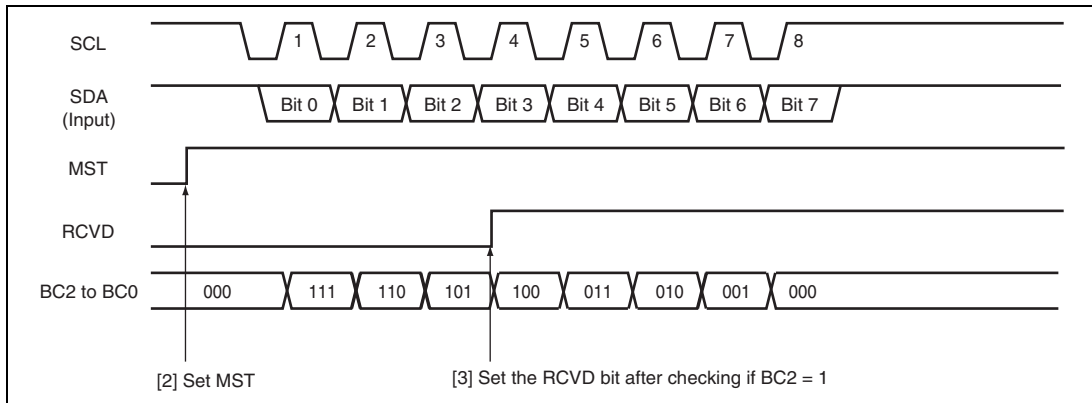 SCL 1 2 3 4 5 6 7 8
SDA
(Input)
Bit 0 Bit 1 Bit 2 Bit 3 Bit 4 Bit 5 Bit 6 Bit 7
MST
RCVD
BC2 to BC0 000 111 110 101 100 011 010 001 000
[2] Set MST [3] Set the RCVD bit after checking if BC2 = 1